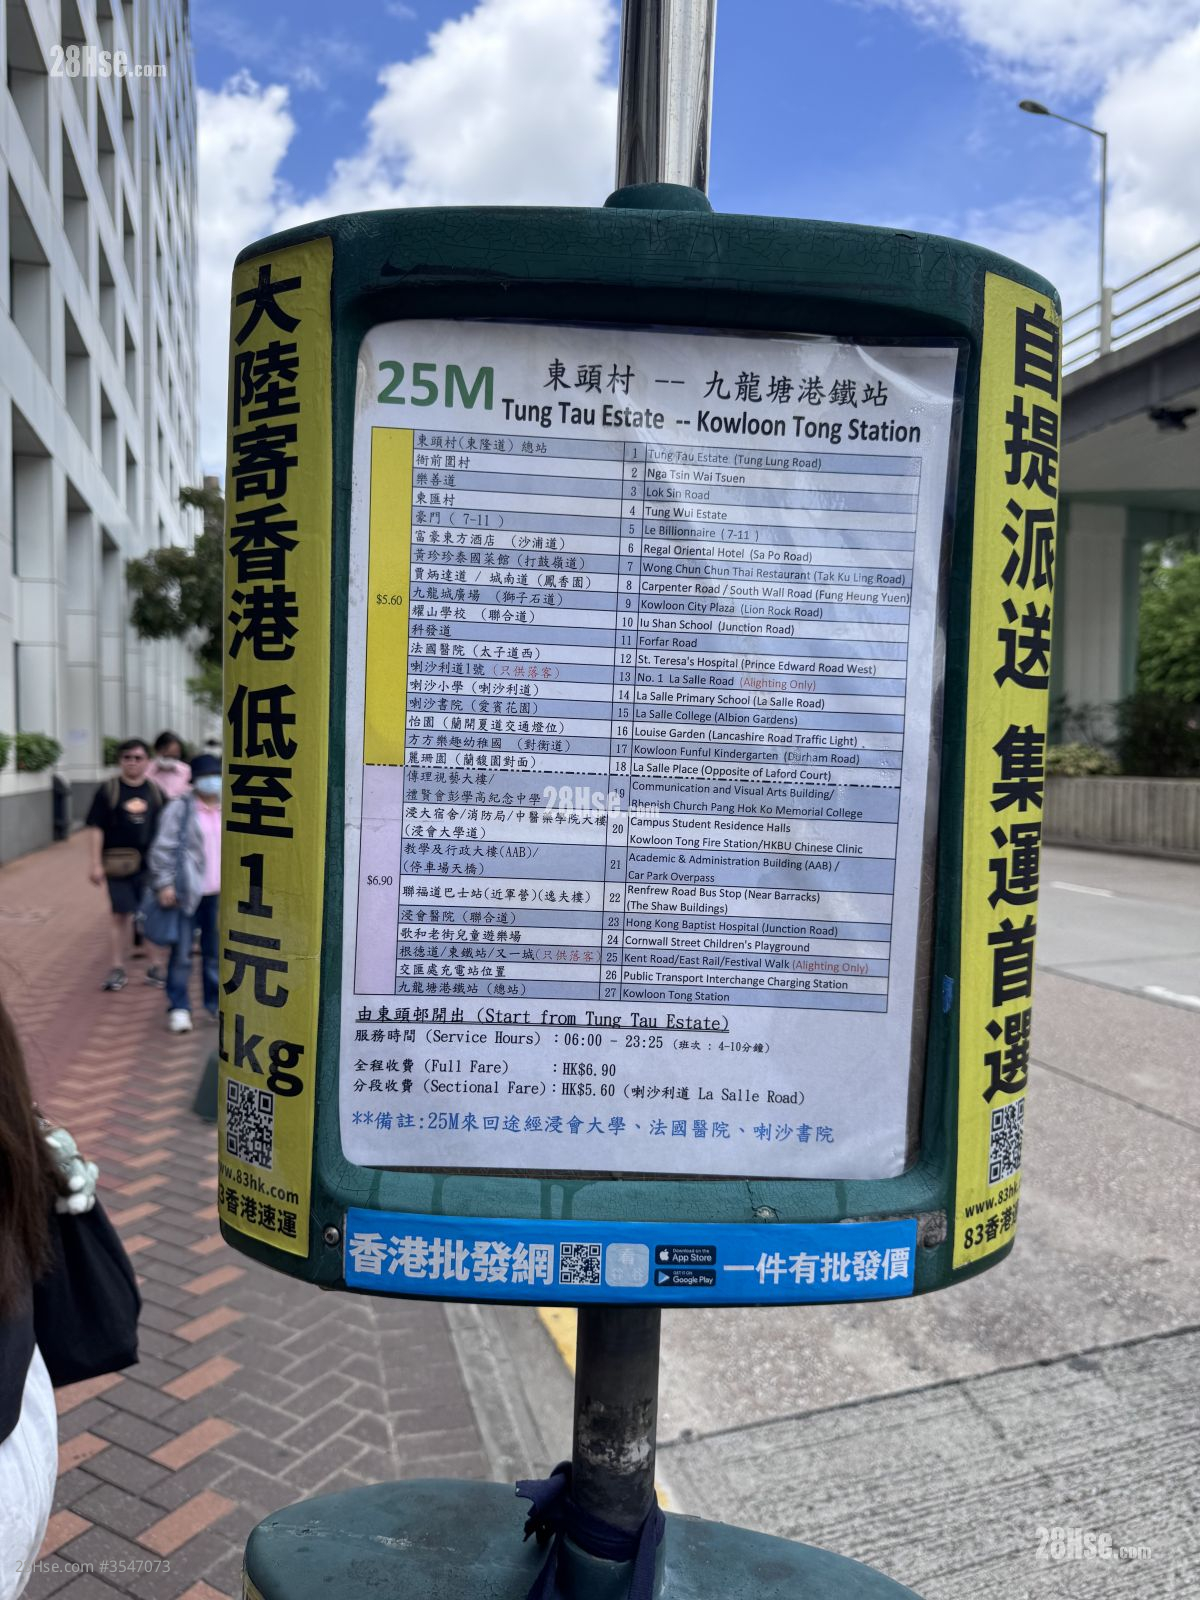 28Hse.com
大陸寄香港 低至1元
1kg
www.83hk.com
83香港速運
25M
東頭村 -- 九龍塘港鐵站
Tung Tau Estate -- Kowloon Tong Station
$5.60
東頭村(東隆道) 總站 1 Tung Tau Estate (Tung Lung Road)
衙前圍村 2 Nga Tsin Wai Tsuen
樂善道 3 Lok Sin Road
東匯村 4 Tung Wui Estate
豪門 ( 7-11 ) 5 Le Billionnaire ( 7-11 )
富豪東方酒店 (沙浦道) 6 Regal Oriental Hotel (Sa Po Road)
黃珍珍泰國菜館 (打鼓嶺道) 7 Wong Chun Chun Thai Restaurant (Tak Ku Ling Road)
賈炳達道 / 城南道 (鳳香園) 8 Carpenter Road / South Wall Road (Fung Heung Yuen)
九龍城廣場 (獅子石道) 9 Kowloon City Plaza (Lion Rock Road)
耀山學校 (聯合道) 10 Iu Shan School (Junction Road)
科發道 11 Forfar Road
法國醫院 (太子道西) 12 St. Teresa's Hospital (Prince Edward Road West)
喇沙利道1號 (只供落客) 13 No. 1 La Salle Road (Alighting Only)
喇沙小學 (喇沙利道) 14 La Salle Primary School (La Salle Road)
喇沙書院 (愛賓花園) 15 La Salle College (Albion Gardens)
怡園 (蘭開夏道交通燈位) 16 Louise Garden (Lancashire Road Traffic Light)
方方樂趣幼稚園 (對衡道) 17 Kowloon Funful Kindergarten (Durham Road)
麗珊園 (蘭馥園對面) 18 La Salle Place (Opposite of Laford Court)
$6.90
傳理視藝大樓/
禮賢會彭學高紀念中學 19 Communication and Visual Arts Building/
Rhenish Church Pang Hok Ko Memorial College
浸大宿舍/消防局/中醫藥學院大樓
(浸會大學道) 20 Campus Student Residence Halls
Kowloon Tong Fire Station/HKBU Chinese Clinic
教學及行政大樓(AAB)/
(停車場天橋) 21 Academic & Administration Building (AAB) /
Car Park Overpass
聯福道巴士站(近軍營)(逸夫樓) 22 Renfrew Road Bus Stop (Near Barracks)
(The Shaw Buildings)
浸會醫院 (聯合道) 23 Hong Kong Baptist Hospital (Junction Road)
歌和老街兒童遊樂場 24 Cornwall Street Children's Playground
根德道/東鐵站/又一城(只供落客) 25 Kent Road/East Rail/Festival Walk (Alighting Only)
交匯處充電站位置 26 Public Transport Interchange Charging Station
九龍塘港鐵站 (總站) 27 Kowloon Tong Station
28Hse.com
由東頭邨開出 (Start from Tung Tau Estate)
服務時間 (Service Hours) : 06:00 - 23:25 (班次 : 4-10分鐘)
全程收費 (Full Fare) : HK$6.90
分段收費 (Sectional Fare) : HK$5.60 (喇沙利道 La Salle Road)
**備註:25M來回途經浸會大學、法國醫院、喇沙書院
自提派送 集運首選
www.83hk
83香港
香港批發網
Download on the
App Store
GET IT ON
Google Play
一件有批發價
28Hse.com
28Hse.com #3547073